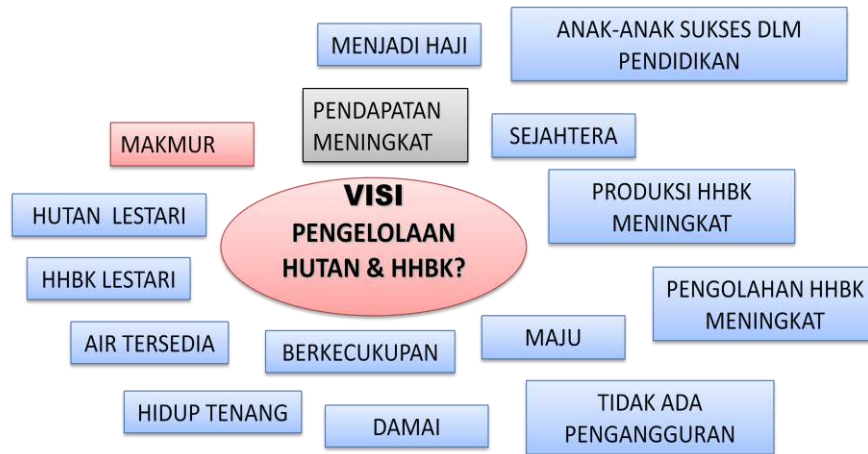 MENJADI HAJI
ANAK-ANAK SUKSES DLM
PENDIDIKAN
PENDAPATAN
MENINGKAT
MAKMUR
SEJAHTERA
VISI
PENGELOLAAN
HUTAN & HHBK?
PRODUKSI HHBK
MENINGKAT
HUTAN LESTARI
HHBK LESTARI
PENGOLAHAN HHBK
MENINGKAT
AIR TERSEDIA
BERKECUKUPAN
MAJU
HIDUP TENANG
DAMAI
TIDAK ADA
PENGANGGURAN